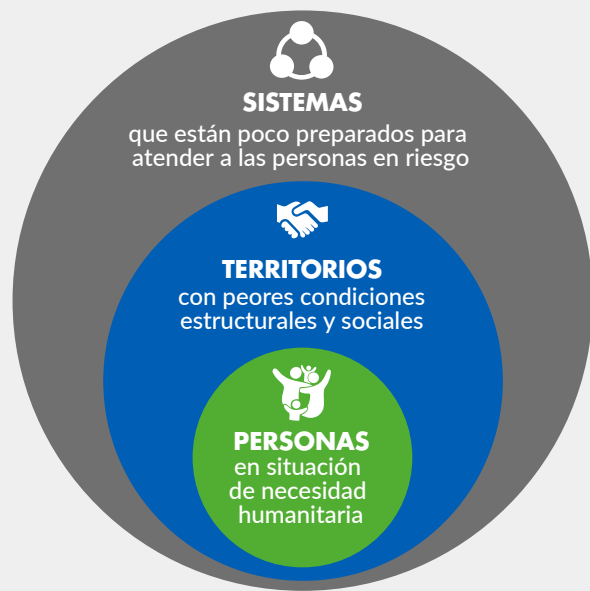 SISTEMAS
que están poco preparados para
atender a las personas en riesgo
TERRITORIOS
con peores condiciones
estructurales y sociales
PERSONAS
en situación
de necesidad
humanitaria